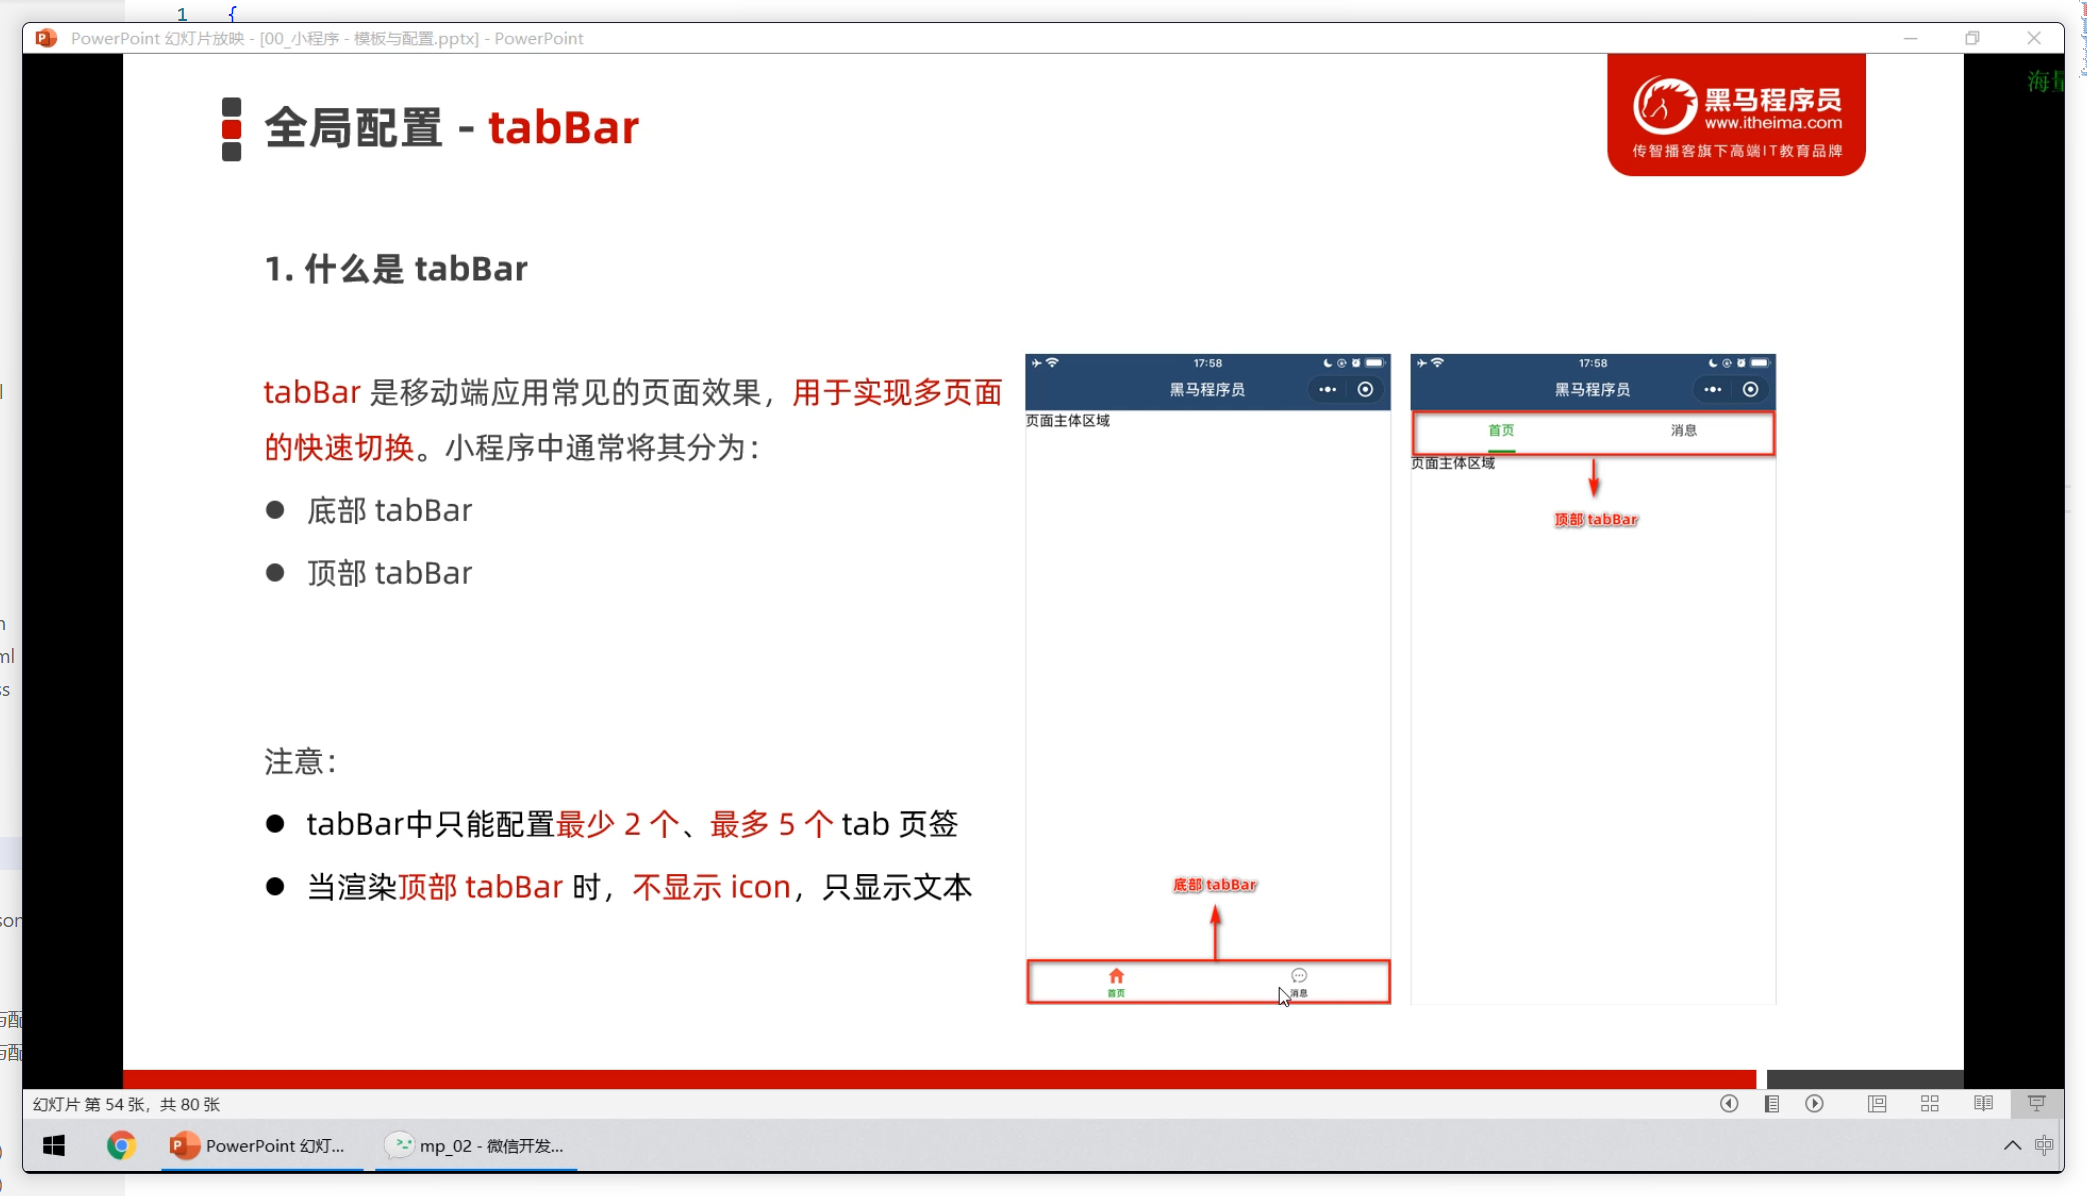 1 {
PowerPoint 幻灯片放映 - [00_小程序 - 模板与配置.pptx] - PowerPoint
全局配置 - tabBar
黑马程序员
www.itheima.com
传智播客旗下高端IT教育品牌
海量
1. 什么是 tabBar
tabBar 是移动端应用常见的页面效果，用于实现多页面
的快速切换。小程序中通常将其分为：
● 底部 tabBar
● 顶部 tabBar
注意：
● tabBar中只能配置最少 2 个、最多 5 个 tab 页签
● 当渲染顶部 tabBar 时，不显示 icon，只显示文本
17:58
黑马程序员
页面主体区域
底部 tabBar
首页 消息
17:58
黑马程序员
首页 消息
页面主体区域
顶部 tabBar
ml
son
与配
与配
幻灯片 第 54 张，共 80 张
PowerPoint 幻灯...
mp_02 - 微信开发...
中